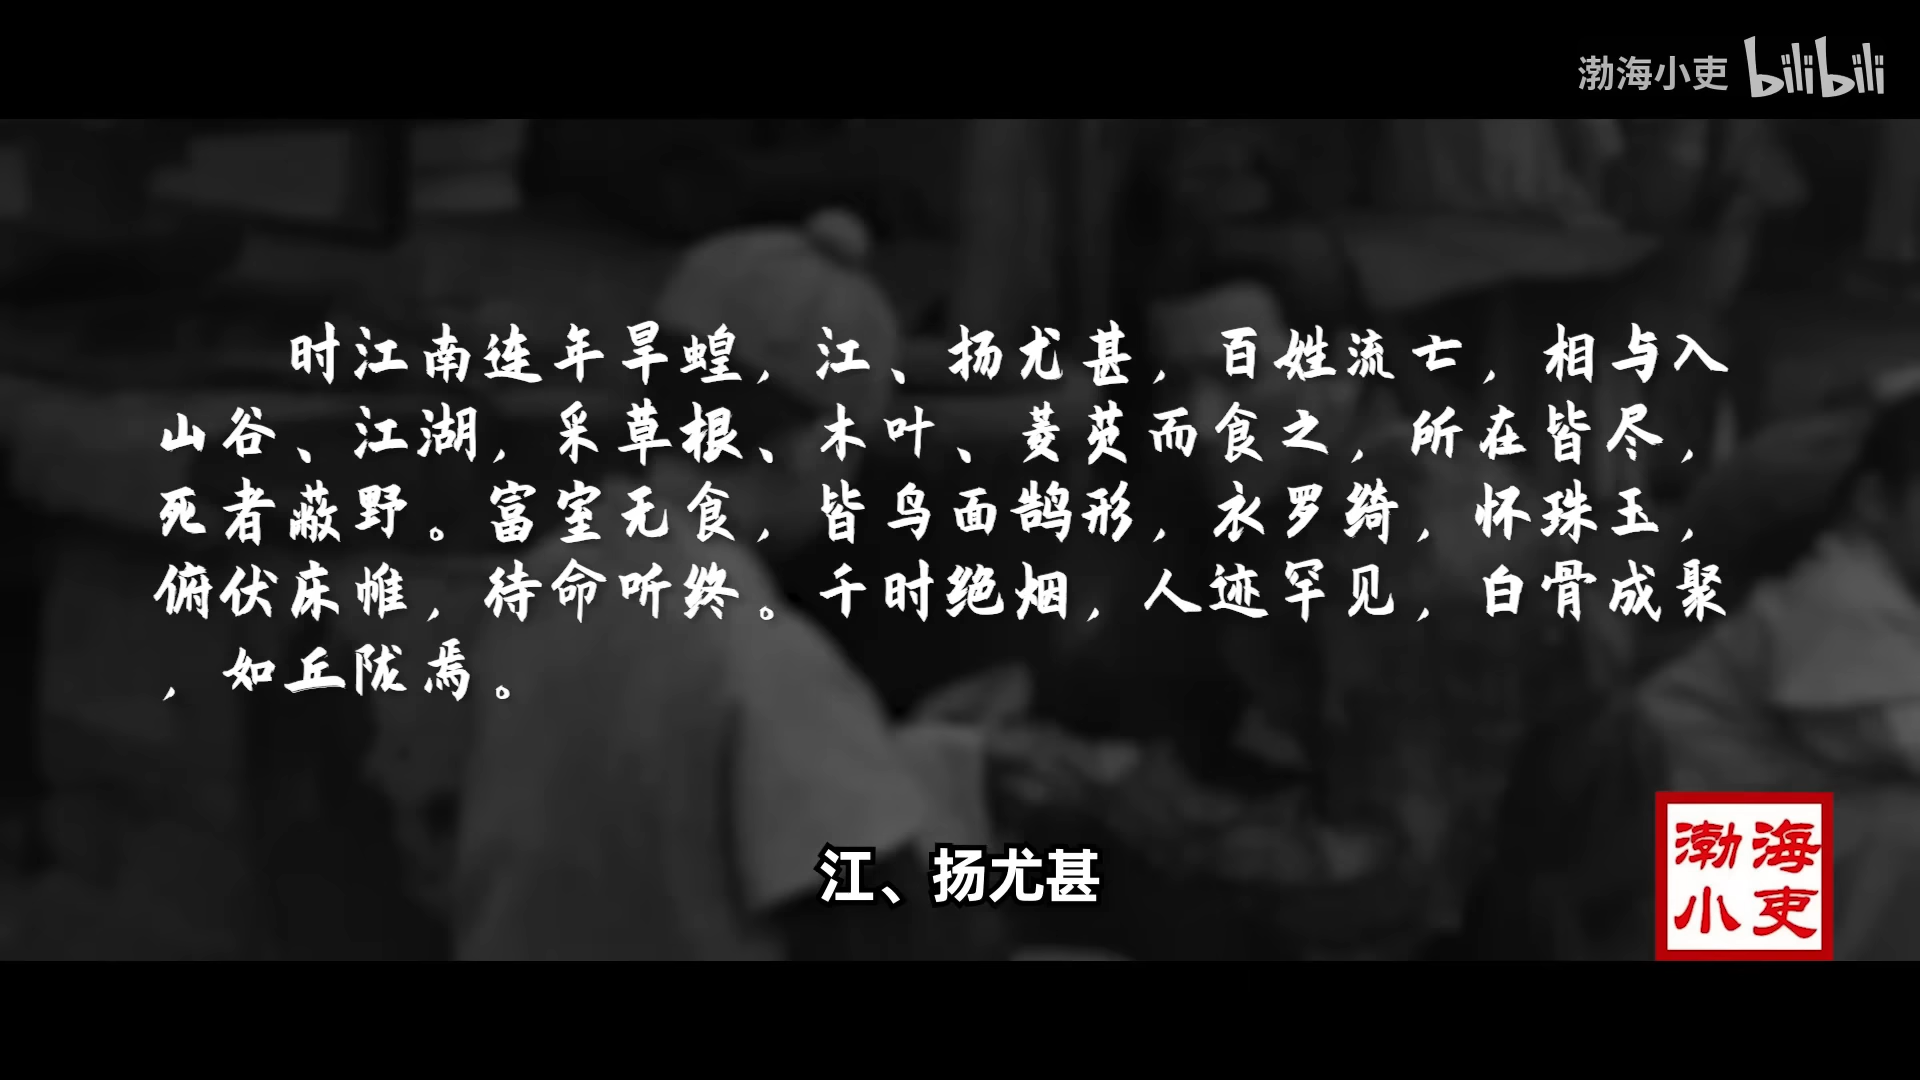 渤海小吏 bilibili
时江南连年旱蝗，江、扬尤甚，百姓流亡，相与入
山谷、江湖，采草根、木叶、菱芡而食之，所在皆尽，
死者蔽野。富室无食，皆鸟面鹄形，衣罗绮，怀珠玉，
俯伏床帷，待命听终。千时绝烟，人迹罕见，白骨成聚
，如丘陇焉。
江、扬尤甚
渤海
小吏